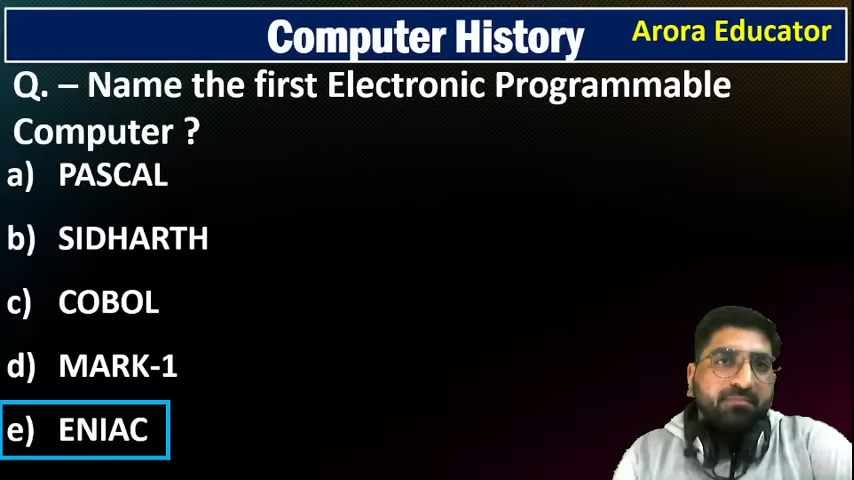 Computer History
Arora Educator
Q. – Name the first Electronic Programmable
Computer ?
a) PASCAL
b) SIDHARTH
c) COBOL
d) MARK-1
e) ENIAC